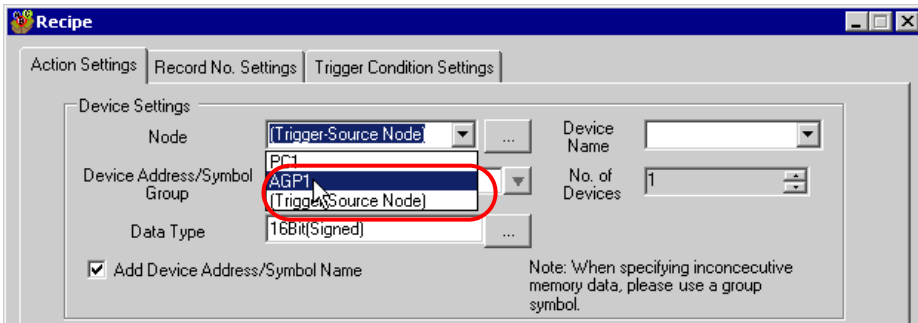 Recipe
Action Settings
Record No. Settings
Trigger Condition Settings
Device Settings
Node
(Trigger-Source Node)
...
Device
Name
PC1
AGP1
(Trigger-Source Node)
Device Address/Symbol
Group
No. of
Devices
1
Data Type
16Bit(Signed)
...
Add Device Address/Symbol Name
Note: When specifying inconcecutive
memory data, please use a group
symbol.